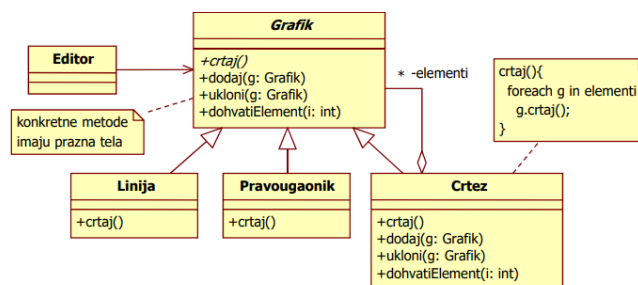 Grafik
+crtaj()
+dodaj(g: Grafik)
+ukloni(g: Grafik)
+dohvatiElement(i: int)
Editor
* -elementi
crtaj(){
foreach g in elementi
g.crtaj();
}
konkretne metode
imaju prazna tela
Linija
+crtaj()
Pravougaonik
+crtaj()
Crtez
+crtaj()
+dodaj(g: Grafik)
+ukloni(g: Grafik)
+dohvatiElement(i: int)